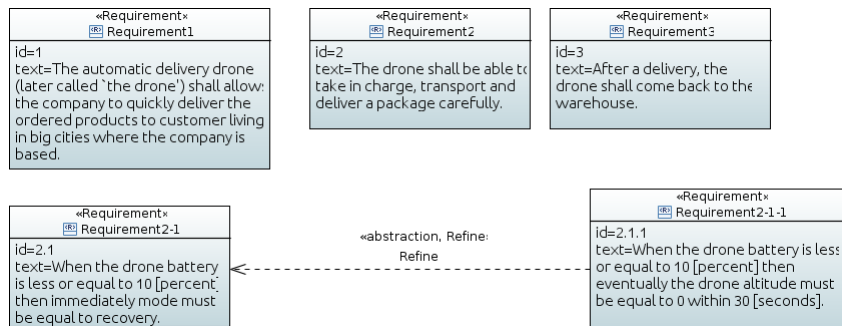 «Requirement»
Requirement1
id=1
text=The automatic delivery drone
(later called `the drone') shall allow
the company to quickly deliver the
ordered products to customer living
in big cities where the company is
based.
«Requirement»
Requirement2
id=2
text=The drone shall be able to
take in charge, transport and
deliver a package carefully.
«Requirement»
Requirement3
id=3
text=After a delivery, the
drone shall come back to the
warehouse.
«Requirement»
Requirement2-1
id=2.1
text=When the drone battery
is less or equal to 10 [percent]
then immediately mode must
be equal to recovery.
«abstraction, Refine»
Refine
«Requirement»
Requirement2-1-1
id=2.1.1
text=When the drone battery is less
or equal to 10 [percent] then
eventually the drone altitude must
be equal to 0 within 30 [seconds].